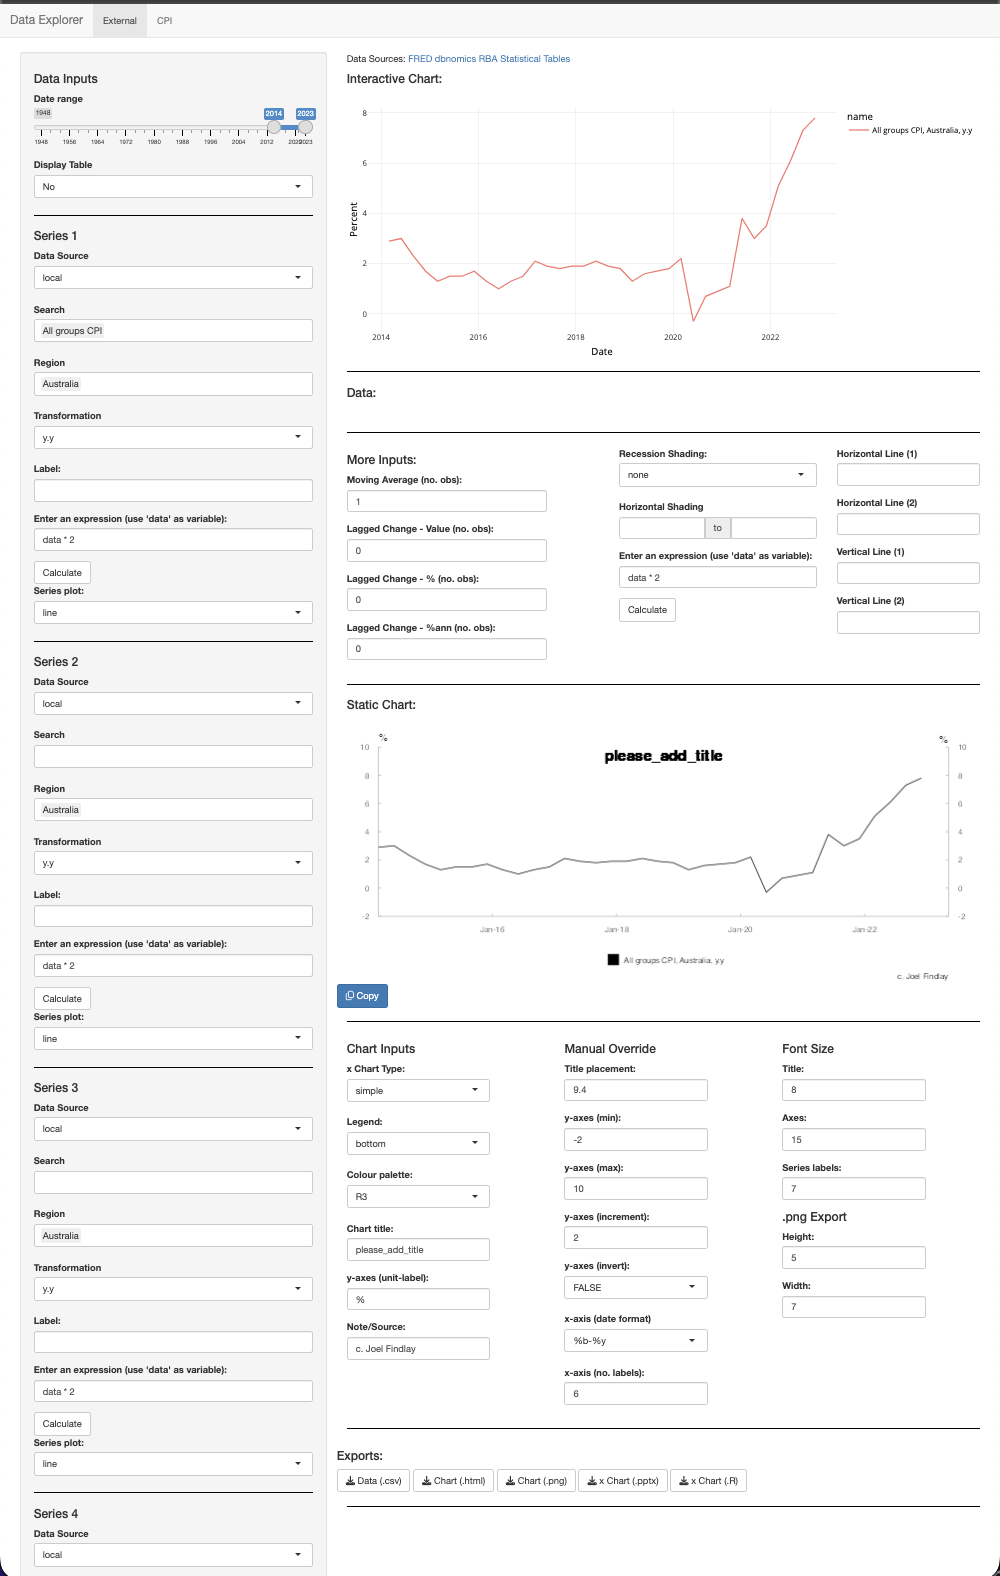 Data Explorer External CPI
Data Inputs
Date range
1948 2014 2023
1948 1956 1964 1972 1980 1988 1996 2004 2012 2023
Display Table
No
Series 1
Data Source
local
Search
All groups CPI
Region
Australia
Transformation
y.y
Label:
Enter an expression (use 'data' as variable):
data * 2
Calculate
Series plot:
line
Series 2
Data Source
local
Search
Region
Australia
Transformation
y.y
Label:
Enter an expression (use 'data' as variable):
data * 2
Calculate
Series plot:
line
Series 3
Data Source
local
Search
Region
Australia
Transformation
y.y
Label:
Enter an expression (use 'data' as variable):
data * 2
Calculate
Series plot:
line
Series 4
Data Source
local
Data Sources: FRED dbnomics RBA Statistical Tables
Interactive Chart:
8
6
4
2
0
Percent
2014 2016 2018 2020 2022
Date
name
All groups CPI, Australia, y.y
Data:
More Inputs:
Moving Average (no. obs):
1
Lagged Change - Value (no. obs):
0
Lagged Change - % (no. obs):
0
Lagged Change - %ann (no. obs):
0
Recession Shading:
none
Horizontal Shading
to
Enter an expression (use 'data' as variable):
data * 2
Calculate
Horizontal Line (1)
Horizontal Line (2)
Vertical Line (1)
Vertical Line (2)
Static Chart:
% %
please_add_title
10 10
8 8
6 6
4 4
2 2
0 0
-2 -2
Jan-16 Jan-18 Jan-20 Jan-22
All groups CPI, Australia, y.y
c. Joel Findlay
Copy
Chart Inputs
x Chart Type:
simple
Legend:
bottom
Colour palette:
R3
Chart title:
please_add_title
y-axes (unit-label):
%
Note/Source:
c. Joel Findlay
Manual Override
Title placement:
9.4
y-axes (min):
-2
y-axes (max):
10
y-axes (increment):
2
y-axes (invert):
FALSE
x-axis (date format)
%b-%y
x-axis (no. labels):
6
Font Size
Title:
8
Axes:
15
Series labels:
7
.png Export
Height:
5
Width:
7
Exports:
Data (.csv) Chart (.html) Chart (.png) x Chart (.pptx) x Chart (.R)